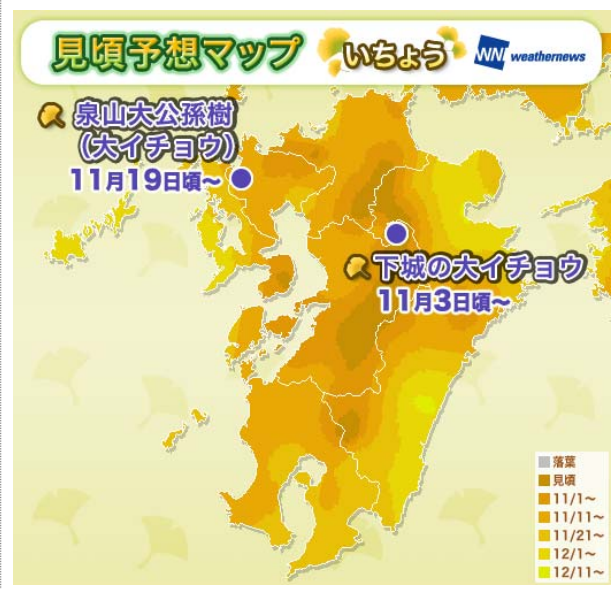 見頃予想マップ いちょう WN weathernews
泉山大公孫樹
(大イチョウ)
11月19日頃~
下城の大イチョウ
11月3日頃~
落葉
見頃
11/1~
11/11~
11/21~
12/1~
12/11~